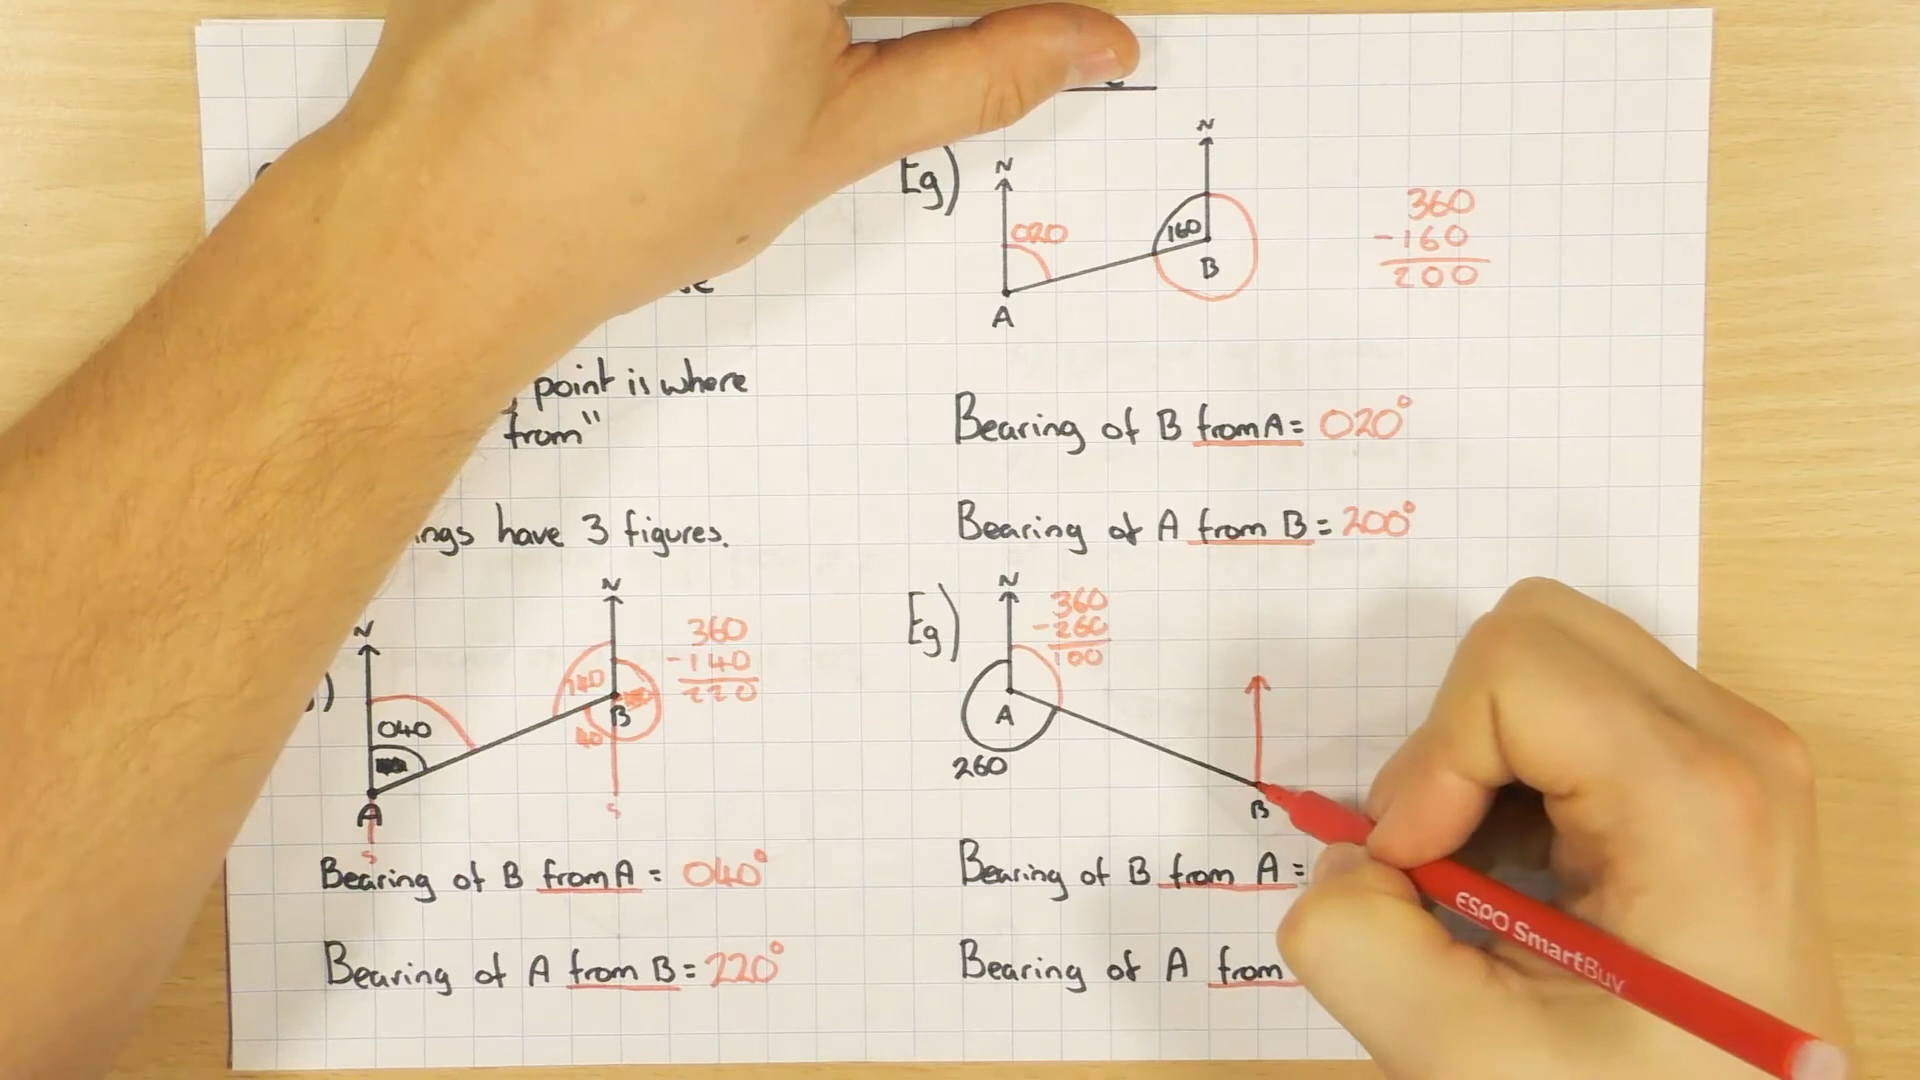 point is where
from"
have 3 figures.
N
040
A
S
N
140
B
40
S
360
-140
220
Bearing of B from A = 040°
Bearing of A from B = 220°
Eg)
N
020
A
N
160
B
360
-160
200
Bearing of B from A = 020°
Bearing of A from B = 200°
Eg)
N
360
-260
100
A
260
B
Bearing of B from A =
Bearing of A from
ESPO SmartBuy